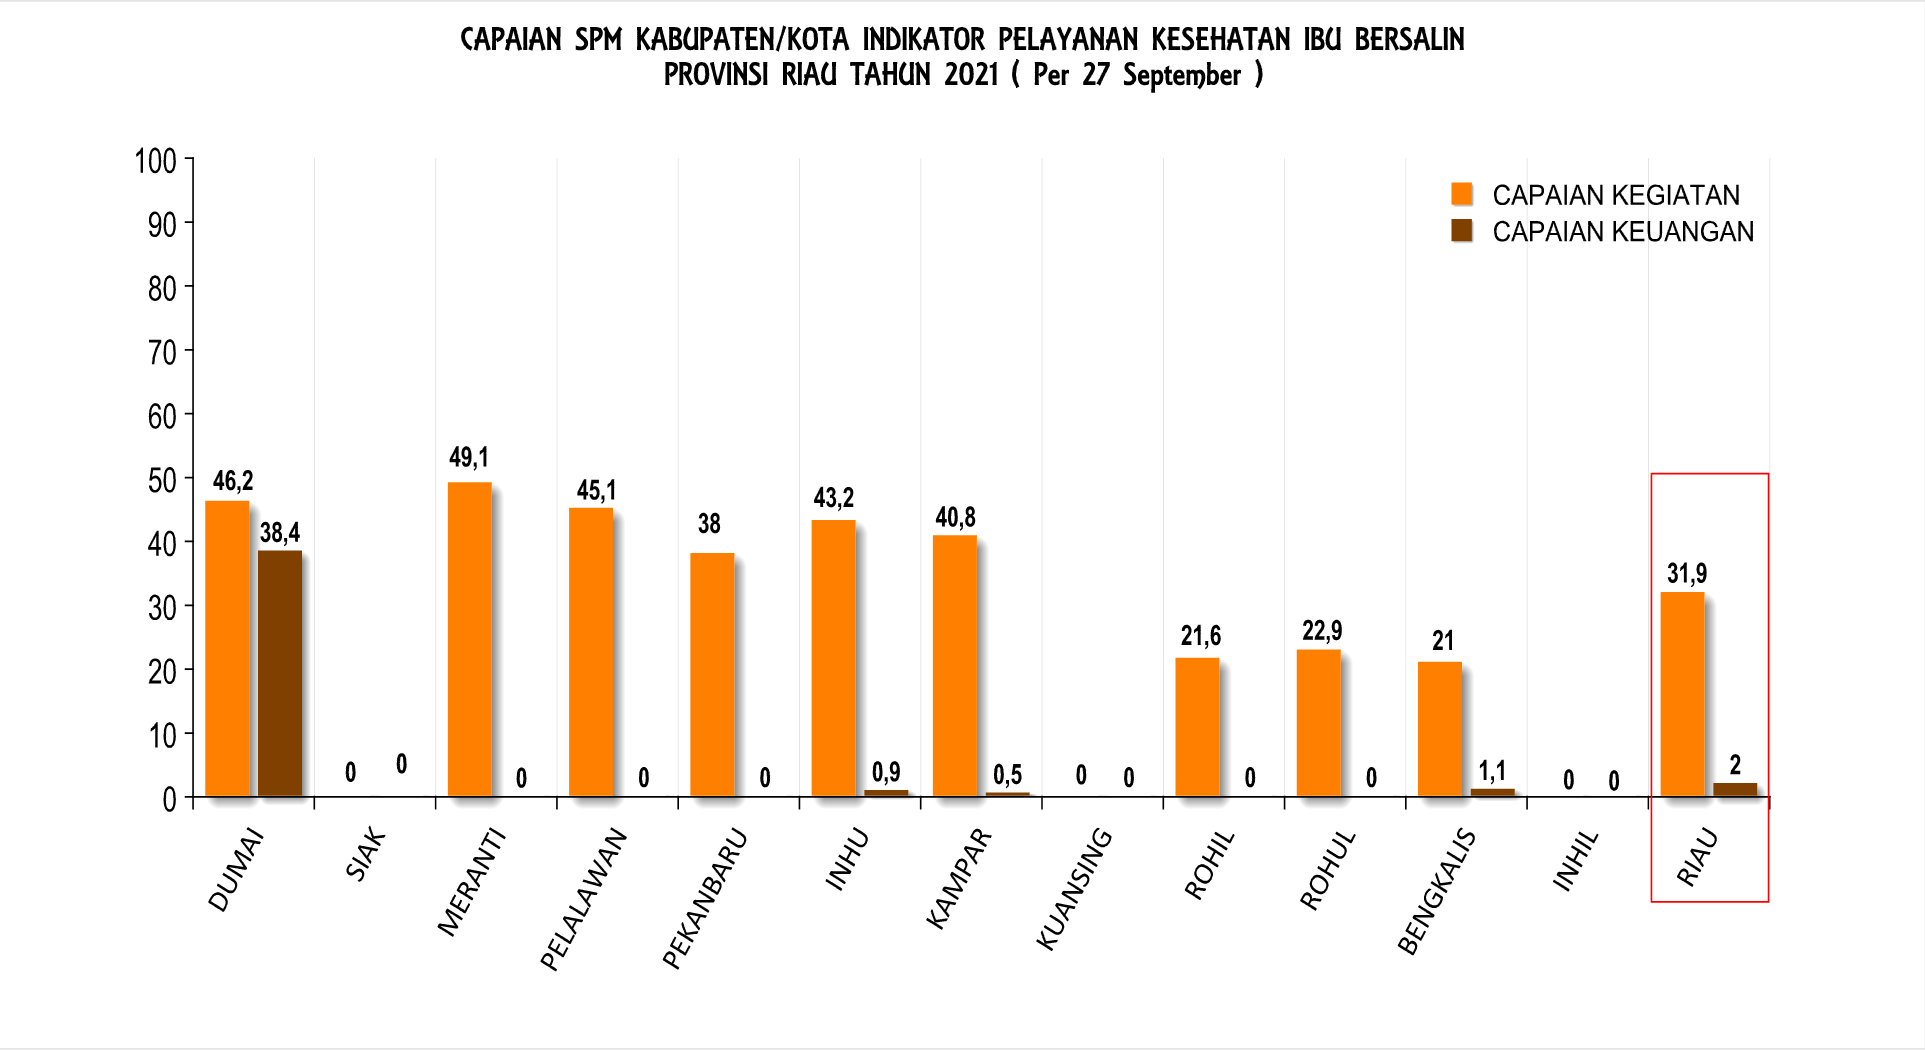 CAPAIAN SPM KABUPATEN/KOTA INDIKATOR PELAYANAN KESEHATAN IBU BERSALIN
PROVINSI RIAU TAHUN 2021 ( Per 27 September )
100
90
80
70
60
50
40
30
20
10
0
CAPAIAN KEGIATAN
CAPAIAN KEUANGAN
46,2
38,4
0
0
49,1
0
45,1
0
38
0
43,2
0,9
40,8
0,5
0
0
21,6
0
22,9
0
21
1,1
0
0
31,9
2
DUMAI
SIAK
MERANTI
PELALAWAN
PEKANBARU
INHU
KAMPAR
KUANSING
ROHIL
ROHUL
BENGKALIS
INHIL
RIAU